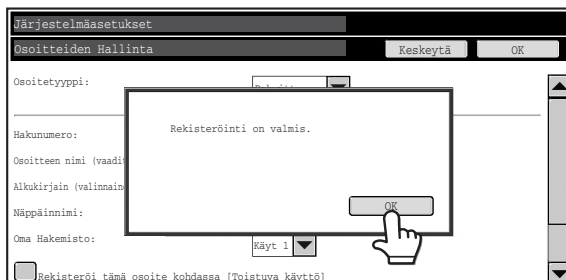 Järjestelmäasetukset
Osoitteiden Hallinta Keskeytä OK
Osoitetyyppi:
Rekisteröinti on valmis.
Hakunumero:
Osoitteen nimi (vaadi
Alkukirjain (valinnain
Näppäinnimi:
OK
Oma Hakemisto:
Käyt 1
Rekisteröi tämä osoite kohdassa [Toistuva käyttö]